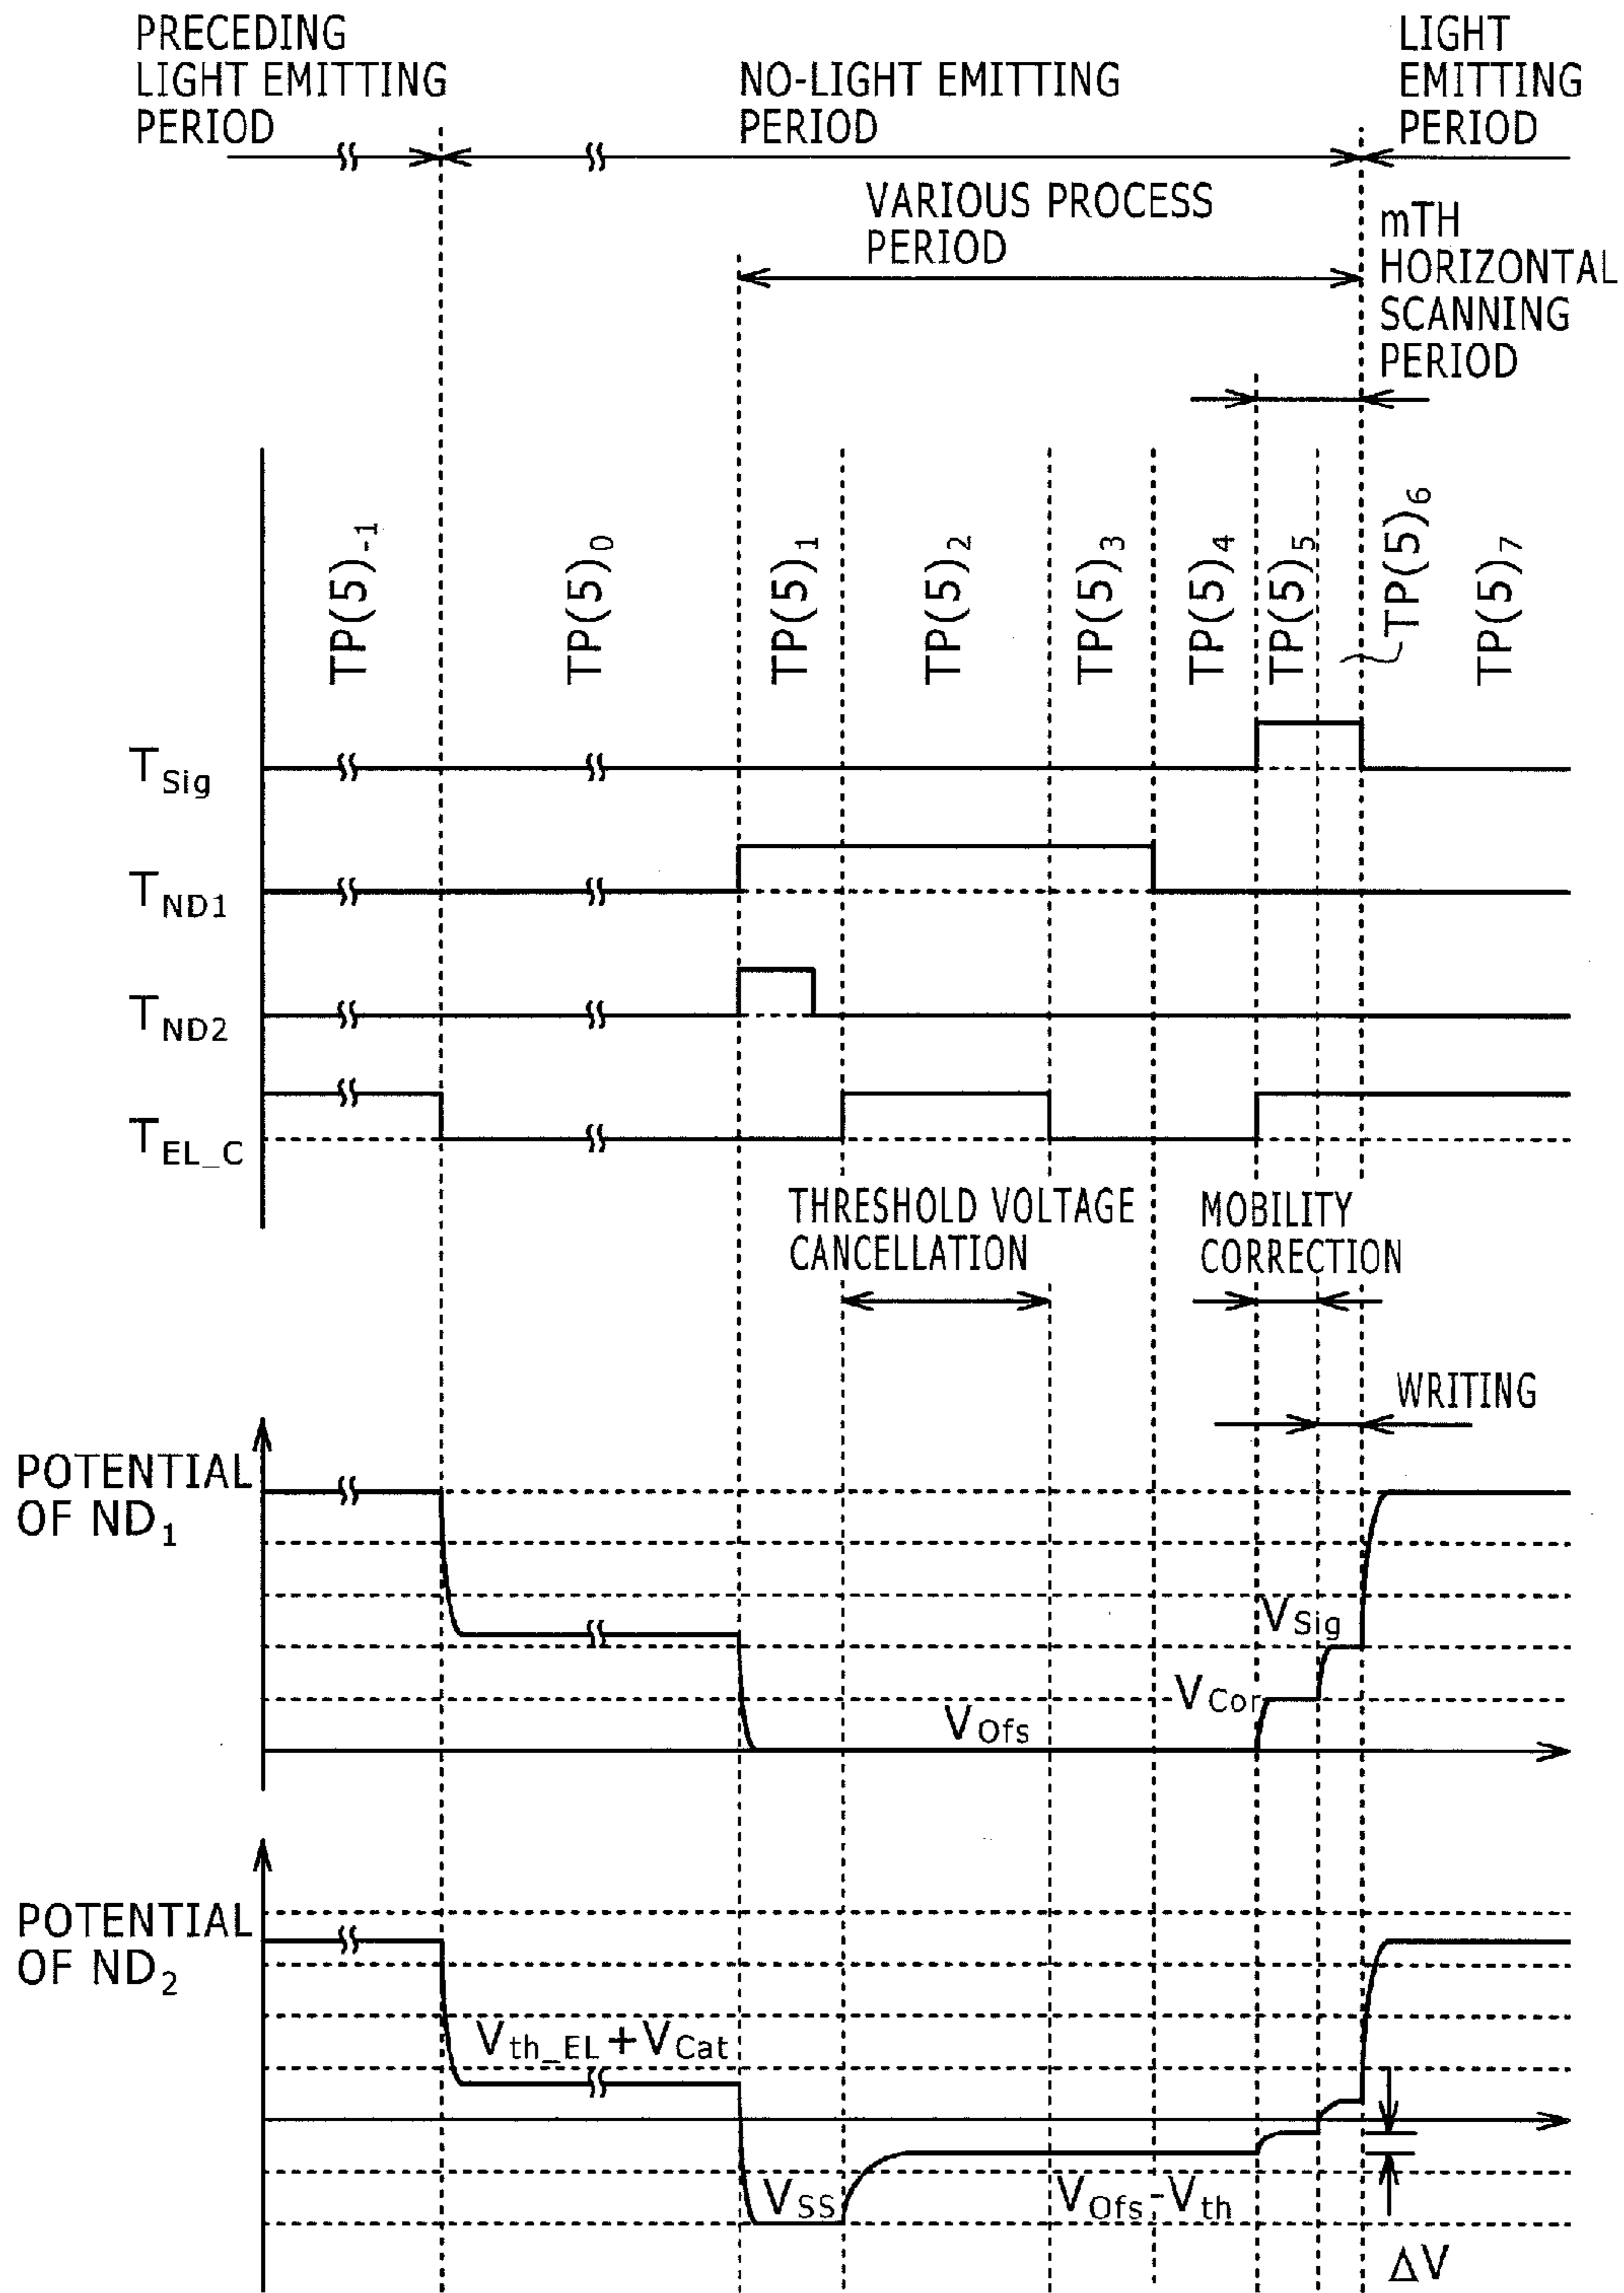 PRECEDING
LIGHT EMITTING
PERIOD
NO-LIGHT EMITTING
PERIOD
LIGHT
EMITTING
PERIOD
VARIOUS PROCESS
PERIOD
mTH
HORIZONTAL
SCANNING
PERIOD
TP(5)-1
TP(5)0
TP(5)1
TP(5)2
TP(5)3
TP(5)4
TP(5)5
TP(5)6
TP(5)7
TSig
TND1
TND2
TEL_C
THRESHOLD VOLTAGE
CANCELLATION
MOBILITY
CORRECTION
WRITING
POTENTIAL
OF ND1
VSig
VCor
VOfs
POTENTIAL
OF ND2
Vth_EL+VCat
VSS
VOfs-Vth
ΔV